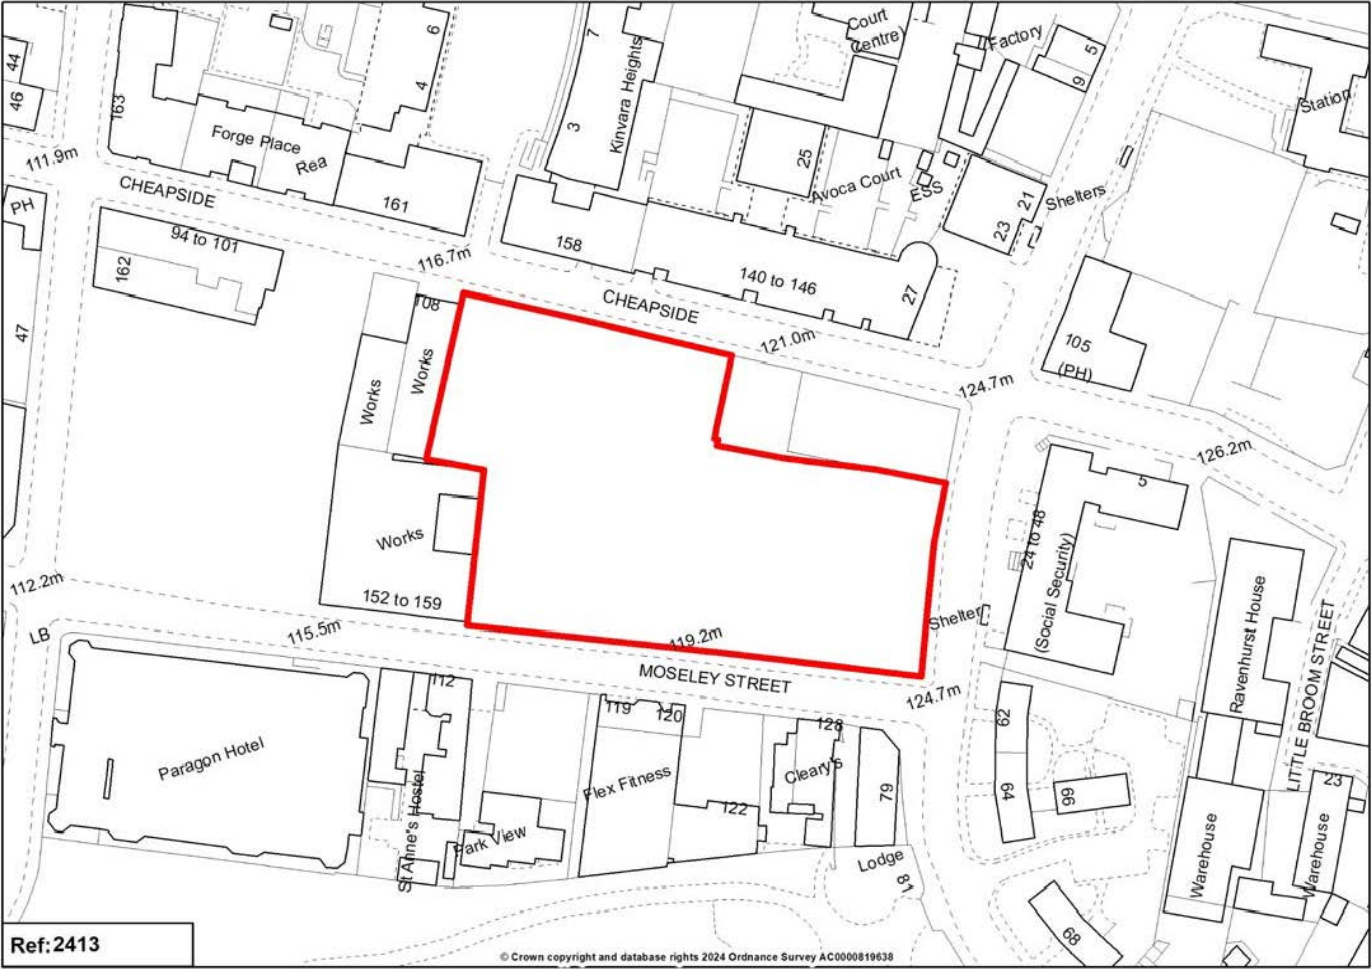 6
7
Court
Centre)
Factory
5
9
44
46
163
4
3
Kinvara Heights
25
Station
Forge Place
Rea
111.9m
CHEAPSIDE
161
Avoca Court
ESS
21
23
Shelters
PH
94 to 101
162
116.7m
158
140 to 146
27
CHEAPSIDE
121.0m
108
47
Works
Works
105
(PH)
124.7m
126.2m
5
24 to 48
(Social Security)
Works
152 to 159
112.2m
LB
115.5m
119.2m
MOSELEY STREET
Shelter
124.7m
Ravenhurst House
LITTLE BROOM STREET
112
119
120
128
62
Paragon Hotel
St Anne's Hostel
Flex Fitness
Cleary's
79
64
66
122
23
Park View
Lodge
81
Warehouse
Warehouse
68
Ref:2413
© Crown copyright and database rights 2024 Ordnance Survey AC0000819638